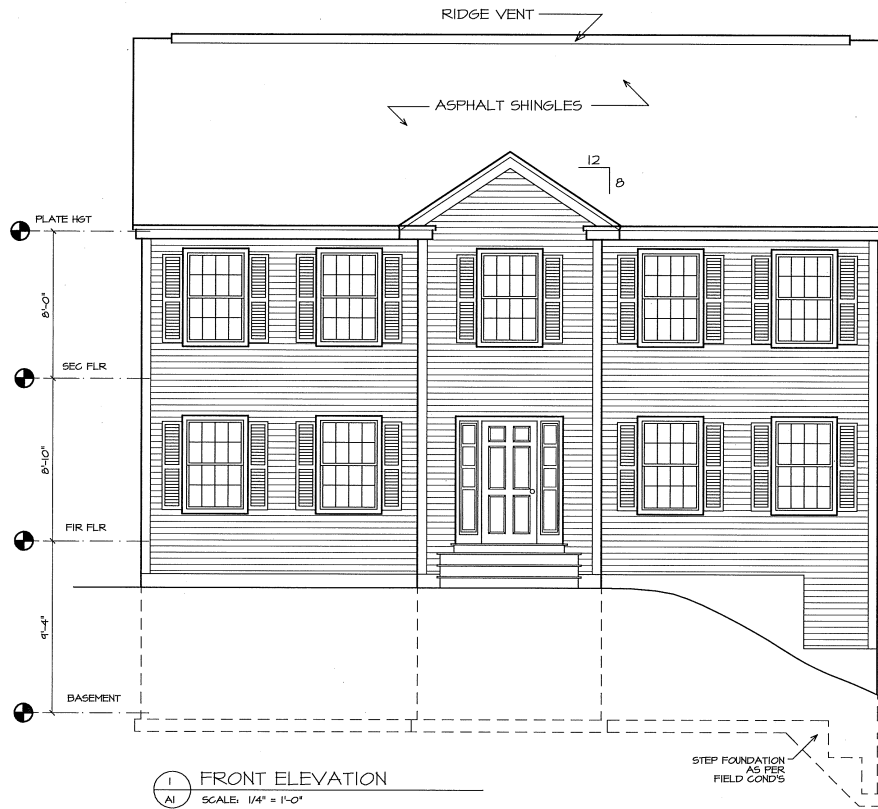 RIDGE VENT
ASPHALT SHINGLES
12
8
PLATE HGT
8'-0"
SEC FLR
8'-10"
FIR FLR
9'-4"
BASEMENT
STEP FOUNDATION
AS PER
FIELD COND'S
1
A1
FRONT ELEVATION
SCALE: 1/4" = 1'-0"